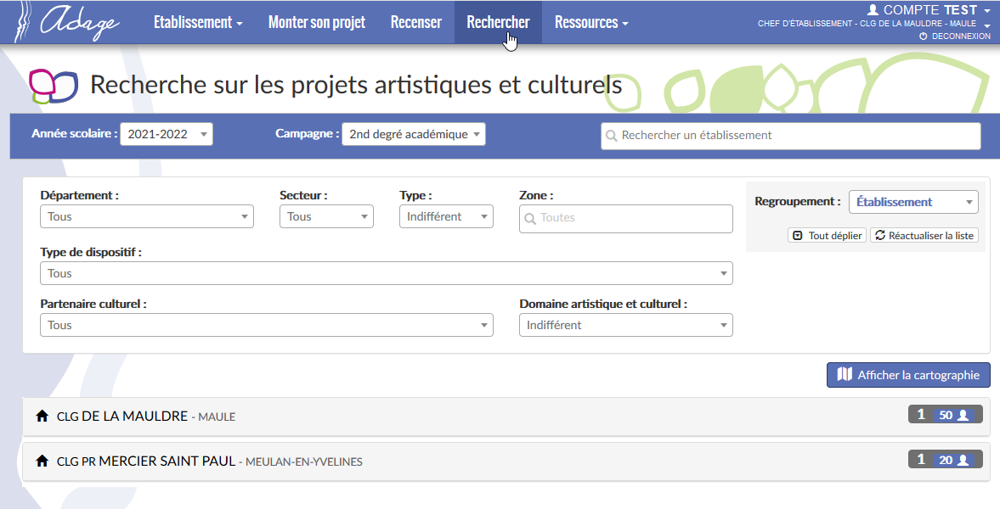 Adage
Etablissement
Monter son projet
Recenser
Rechercher
Ressources
COMPTE TEST
CHEF D'ÉTABLISSEMENT - CLG DE LA MAULDRE - MAULE
DECONNEXION
Recherche sur les projets artistiques et culturels
Année scolaire : 2021-2022
Campagne : 2nd degré académique
Rechercher un établissement
Département :
Secteur :
Type :
Zone :
Tous
Tous
Indifférent
Toutes
Regroupement : Établissement
Tout déplier
Réactualiser la liste
Type de dispositif :
Tous
Partenaire culturel :
Domaine artistique et culturel :
Tous
Indifférent
Afficher la cartographie
CLG DE LA MAULDRE - MAULE
1 50
CLG PR MERCIER SAINT PAUL - MEULAN-EN-YVELINES
1 20